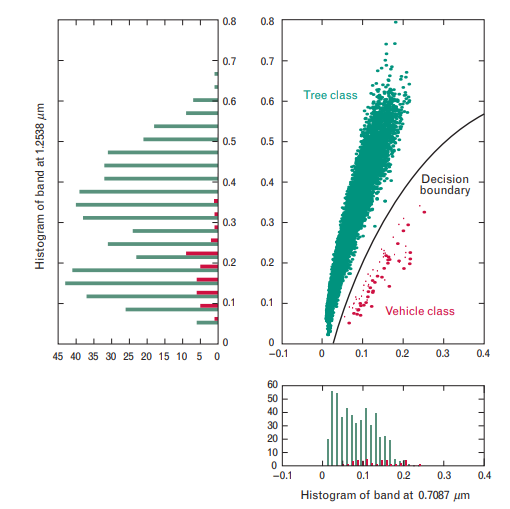 0.8
0.7
0.6
0.5
0.4
0.3
0.2
0.1
0
45 40 35 30 25 20 15 10 5 0
Histogram of band at 1.2538 μm
0.8
0.7
0.6
0.5
0.4
0.3
0.2
0.1
0
–0.1 0 0.1 0.2 0.3 0.4
Tree class
Decision
boundary
Vehicle class
60
50
40
30
20
10
0
–0.1 0 0.1 0.2 0.3 0.4
Histogram of band at 0.7087 μm